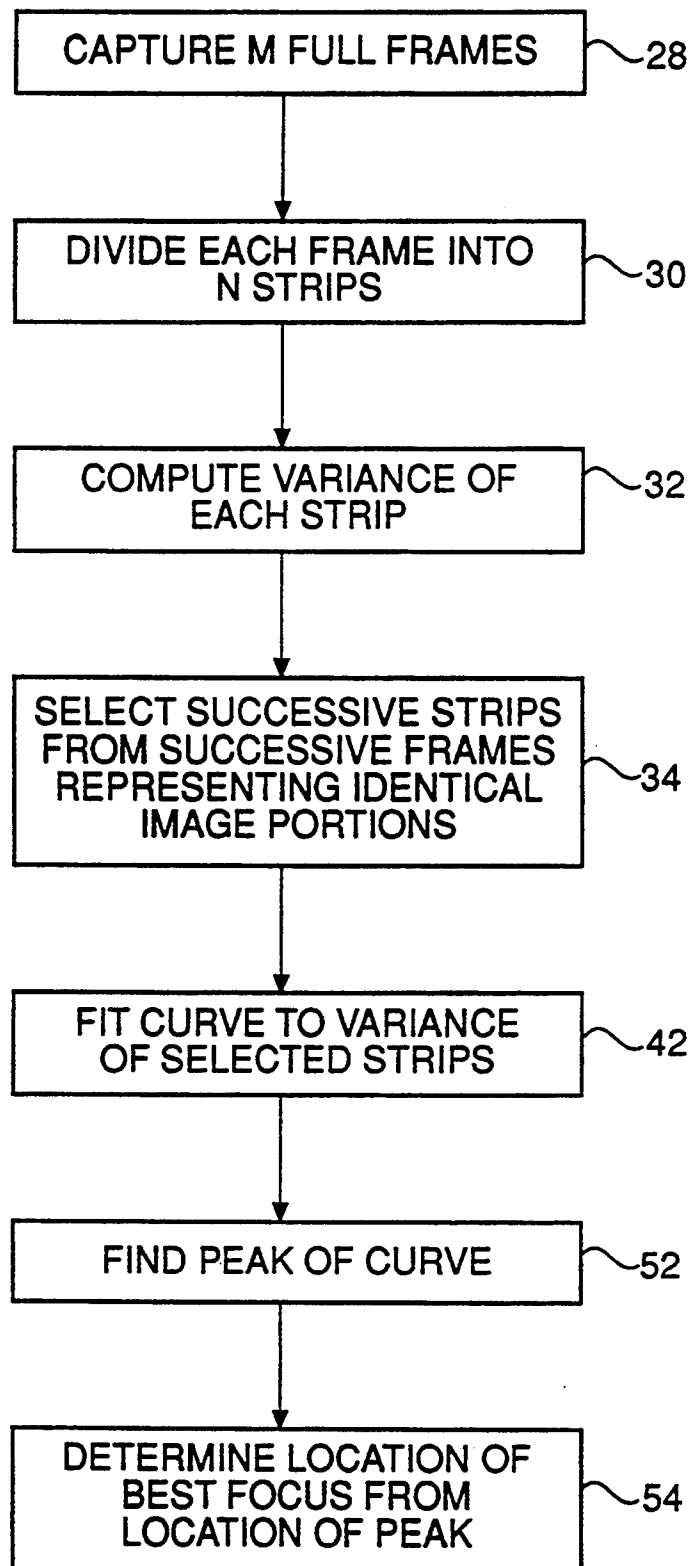 CAPTURE M FULL FRAMES
28
DIVIDE EACH FRAME INTO
N STRIPS
30
COMPUTE VARIANCE OF
EACH STRIP
32
SELECT SUCCESSIVE STRIPS
FROM SUCCESSIVE FRAMES
REPRESENTING IDENTICAL
IMAGE PORTIONS
34
FIT CURVE TO VARIANCE
OF SELECTED STRIPS
42
FIND PEAK OF CURVE
52
DETERMINE LOCATION OF
BEST FOCUS FROM
LOCATION OF PEAK
54